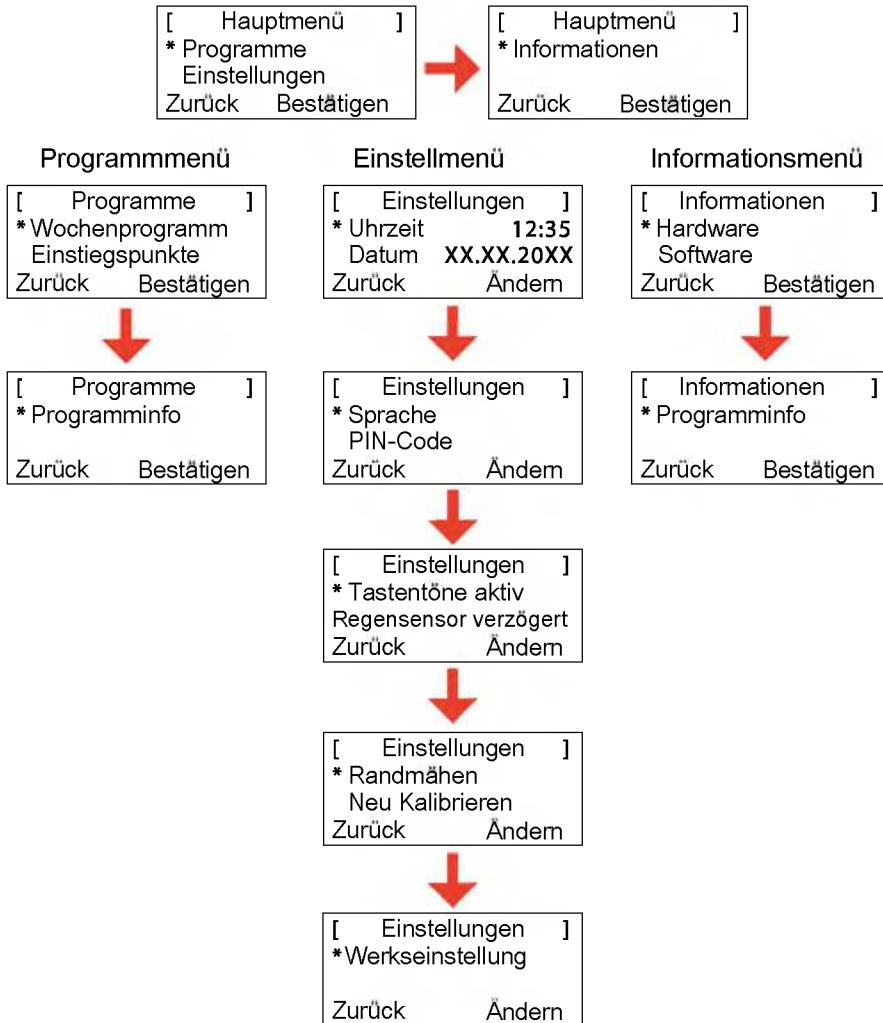 [ Hauptmenü ]
* Programme
Einstellungen
Zurück Bestätigen
[ Hauptmenü ]
* Informationen
Zurück Bestätigen
Programmmenü
[ Programme ]
* Wochenprogramm
Einstiegspunkte
Zurück Bestätigen
[ Programme ]
* Programminfo
Zurück Bestätigen
Einstellmenü
[ Einstellungen ]
* Uhrzeit 12:35
Datum XX.XX.20XX
Zurück Ändern
[ Einstellungen ]
* Sprache
PIN-Code
Zurück Ändern
[ Einstellungen ]
* Tastentöne aktiv
Regensensor verzögert
Zurück Ändern
[ Einstellungen ]
* Randmähen
Neu Kalibrieren
Zurück Ändern
[ Einstellungen ]
*Werkseinstellung
Zurück Ändern
Informationsmenü
[ Informationen ]
* Hardware
Software
Zurück Bestätigen
[ Informationen ]
* Programminfo
Zurück Bestätigen